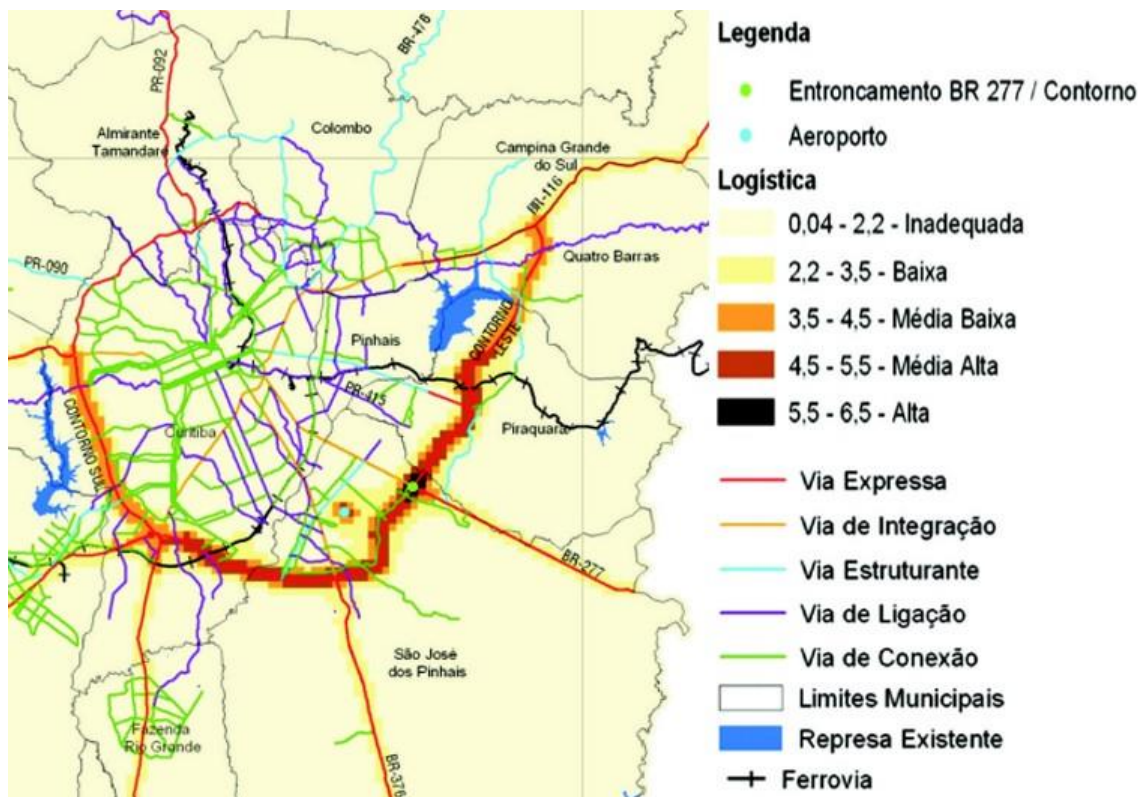 PR-092
BR-476
Almirante
Tamandaré
Colombo
Campina Grande
do Sul
PR-090
Quatro Barras
CONTORNO
LESTE
Pinhais
PR-415
Piraquara
CONTORNO SUL
Curitiba
BR-277
São José
dos Pinhais
Fazenda
Rio Grande
BR-376
Legenda
Entroncamento BR 277 / Contorno
Aeroporto
Logística
0,04 - 2,2 - Inadequada
2,2 - 3,5 - Baixa
3,5 - 4,5 - Média Baixa
4,5 - 5,5 - Média Alta
5,5 - 6,5 - Alta
Via Expressa
Via de Integração
Via Estruturante
Via de Ligação
Via de Conexão
Limites Municipais
Represa Existente
Ferrovia